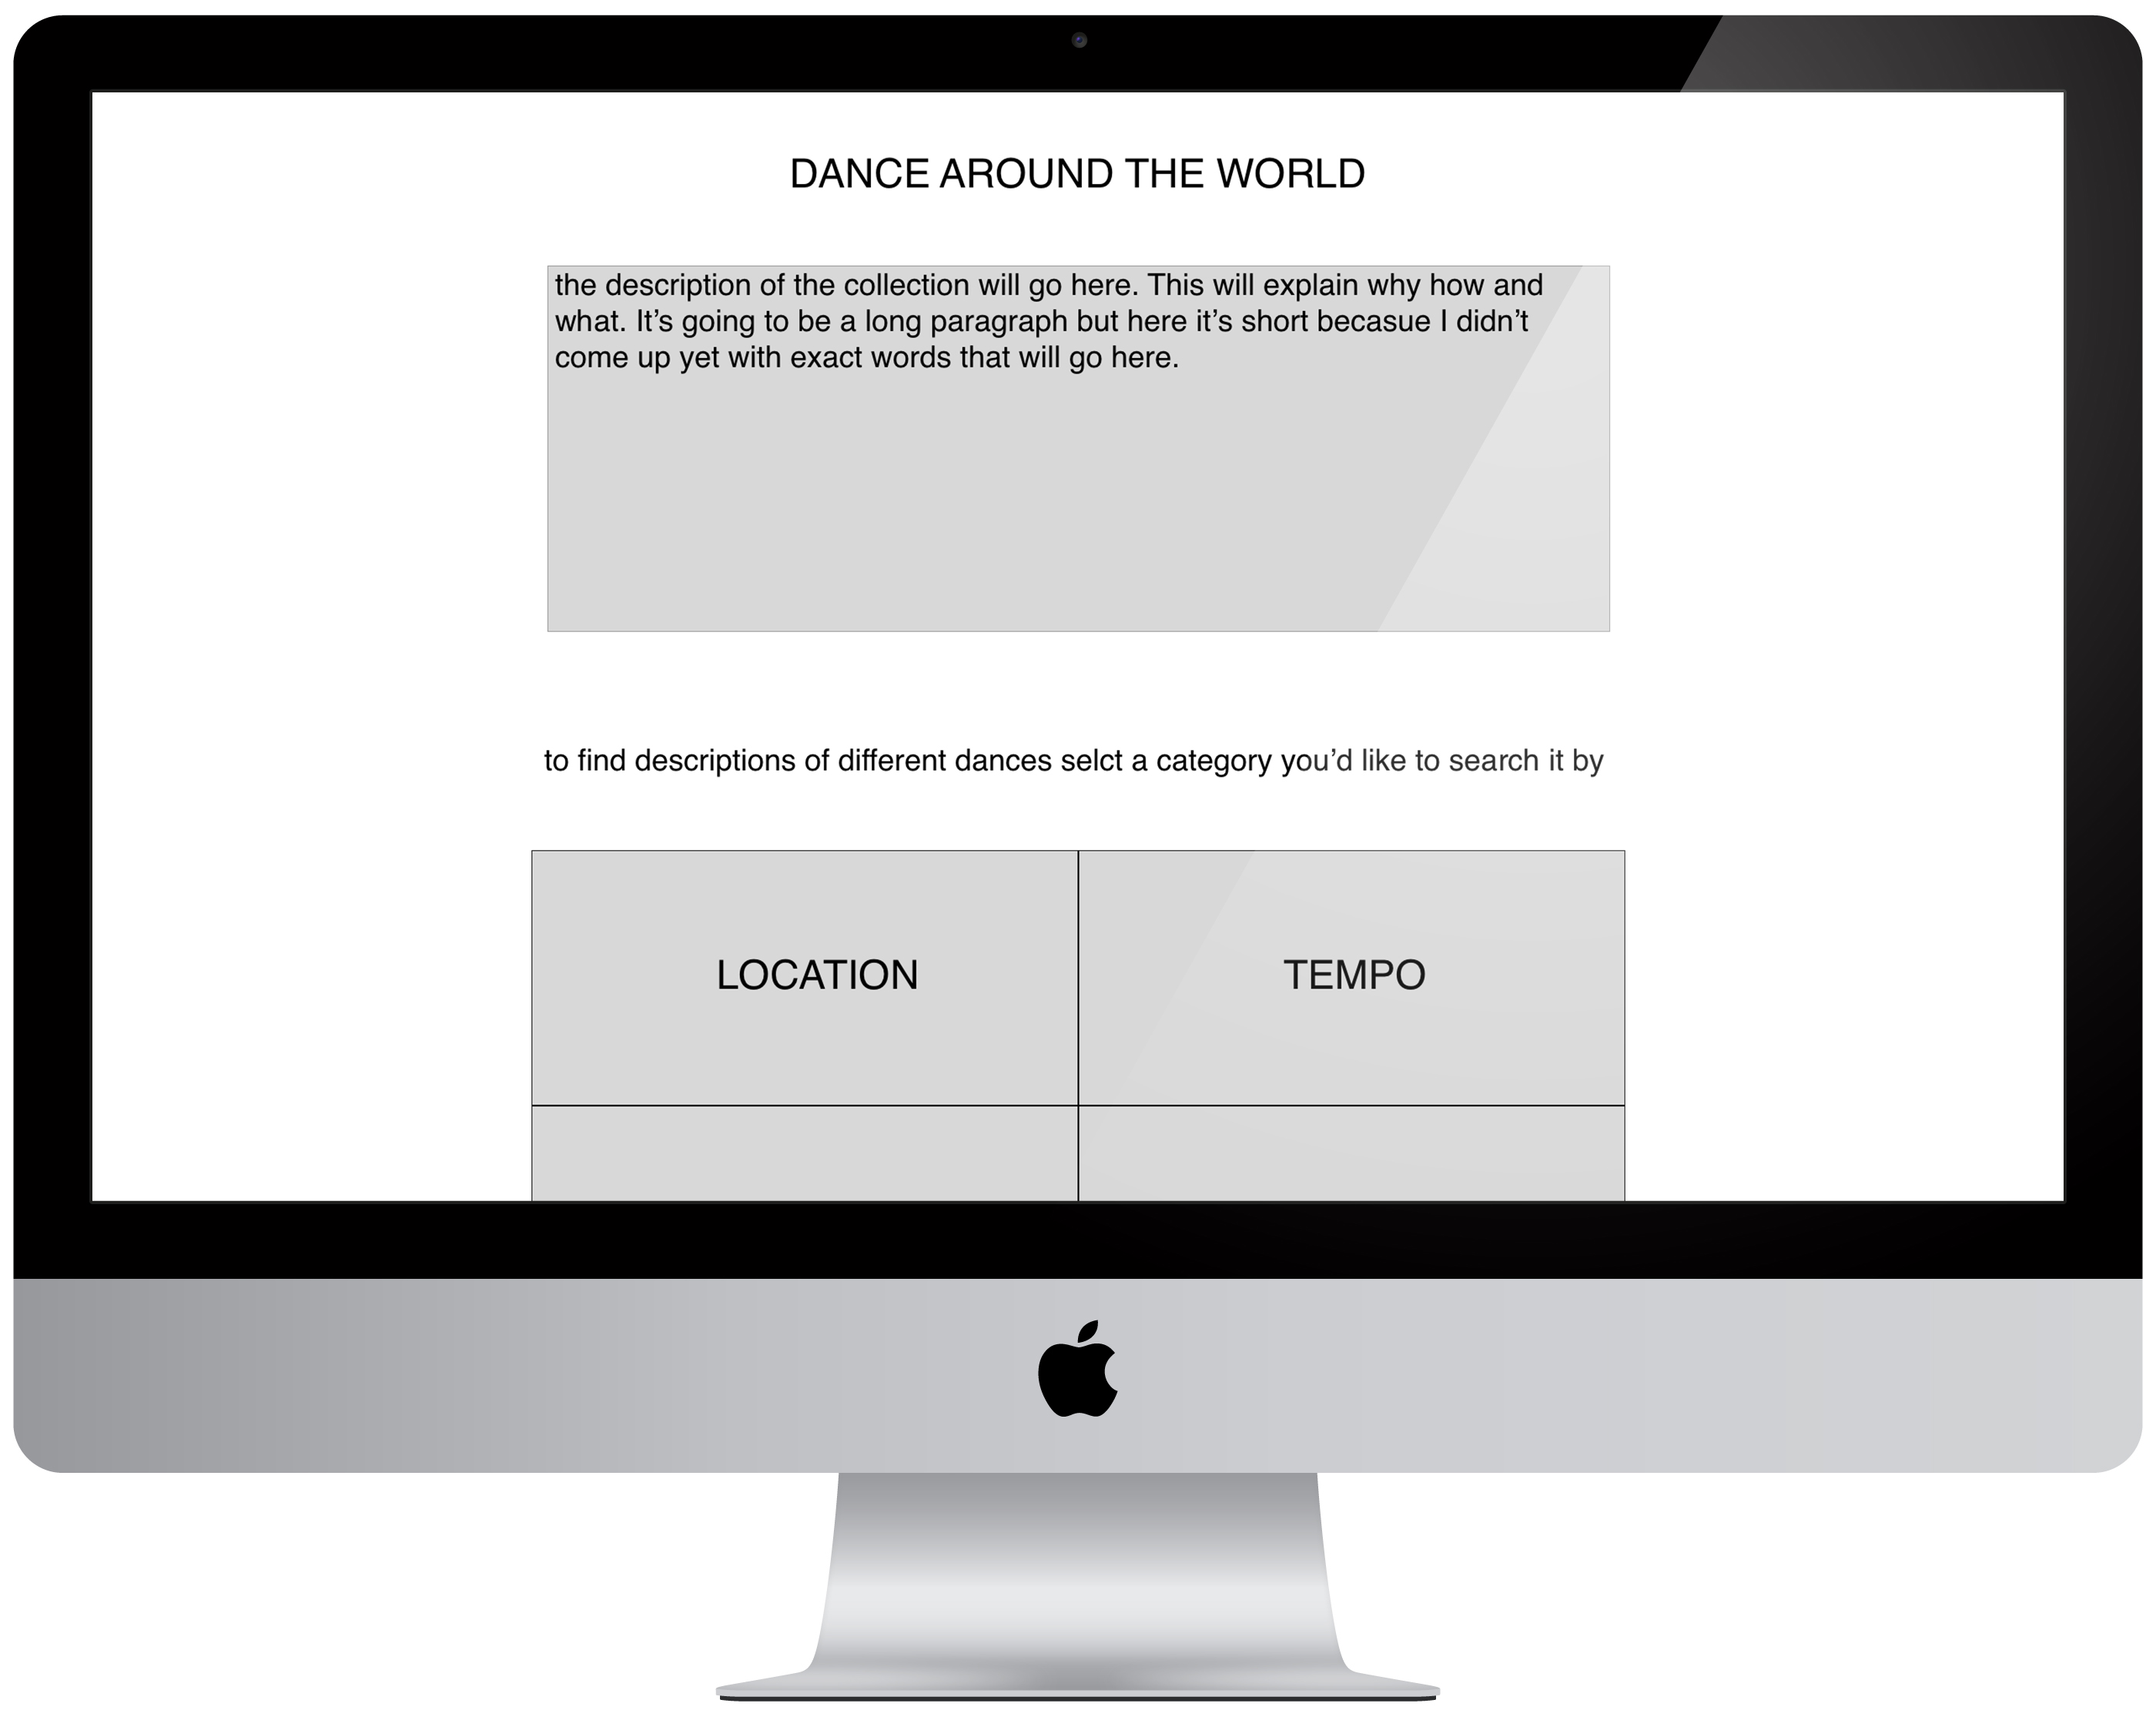 DANCE AROUND THE WORLD
the description of the collection will go here. This will explain why how and
what. It’s going to be a long paragraph but here it’s short becasue I didn’t
come up yet with exact words that will go here.
to find descriptions of different dances selct a category you’d like to search it by
LOCATION
TEMPO